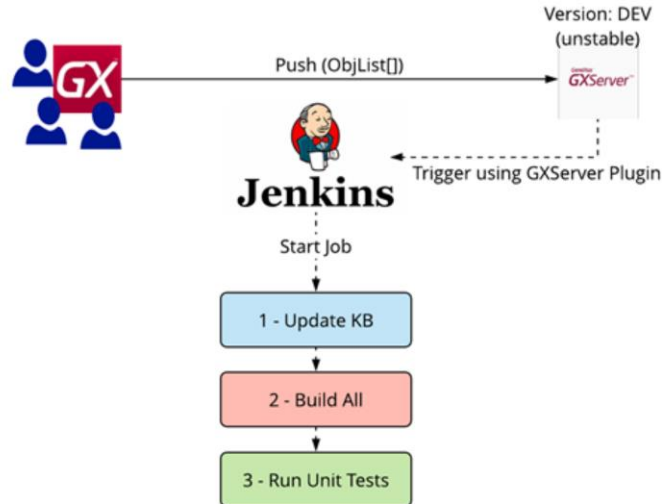 Version: DEV
(unstable)
GX
Push (ObjList[])
GXServer™
Trigger using GXServer Plugin
Jenkins
Start Job
1 - Update KB
2 - Build All
3 - Run Unit Tests